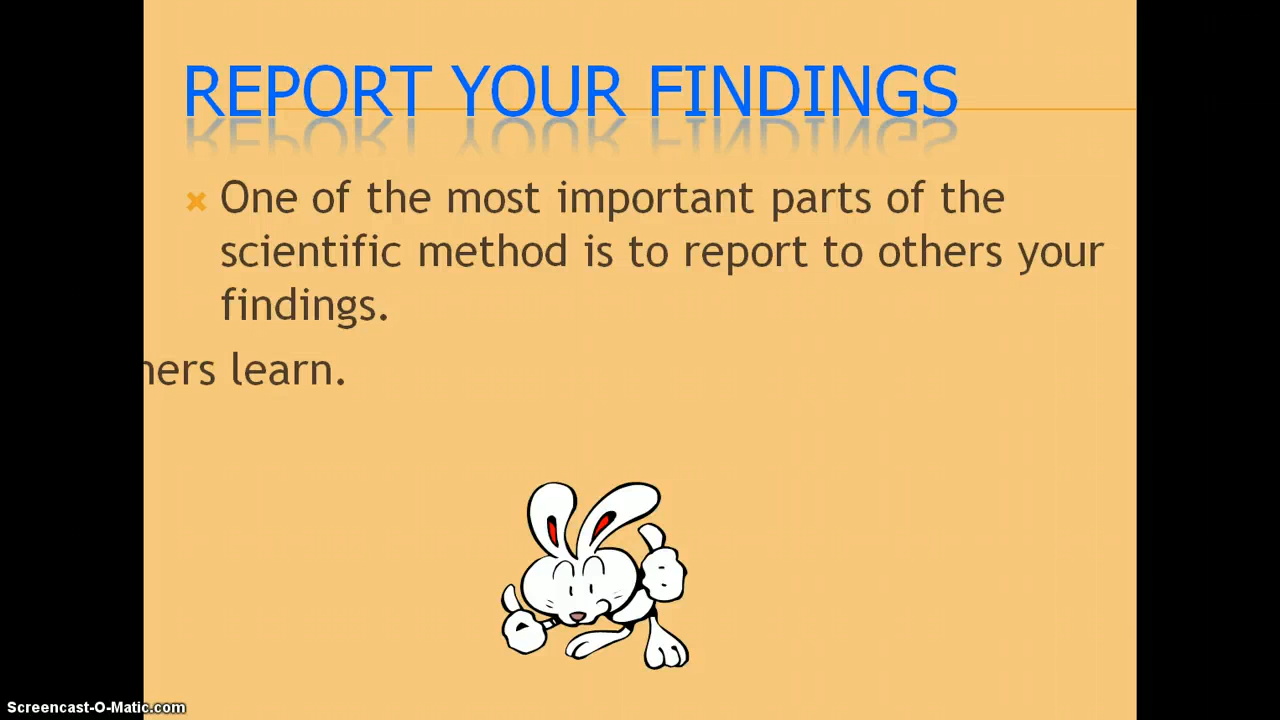 REPORT YOUR FINDINGS
One of the most important parts of the
scientific method is to report to others your
findings.
hers learn.
Screencast-O-Matic.com